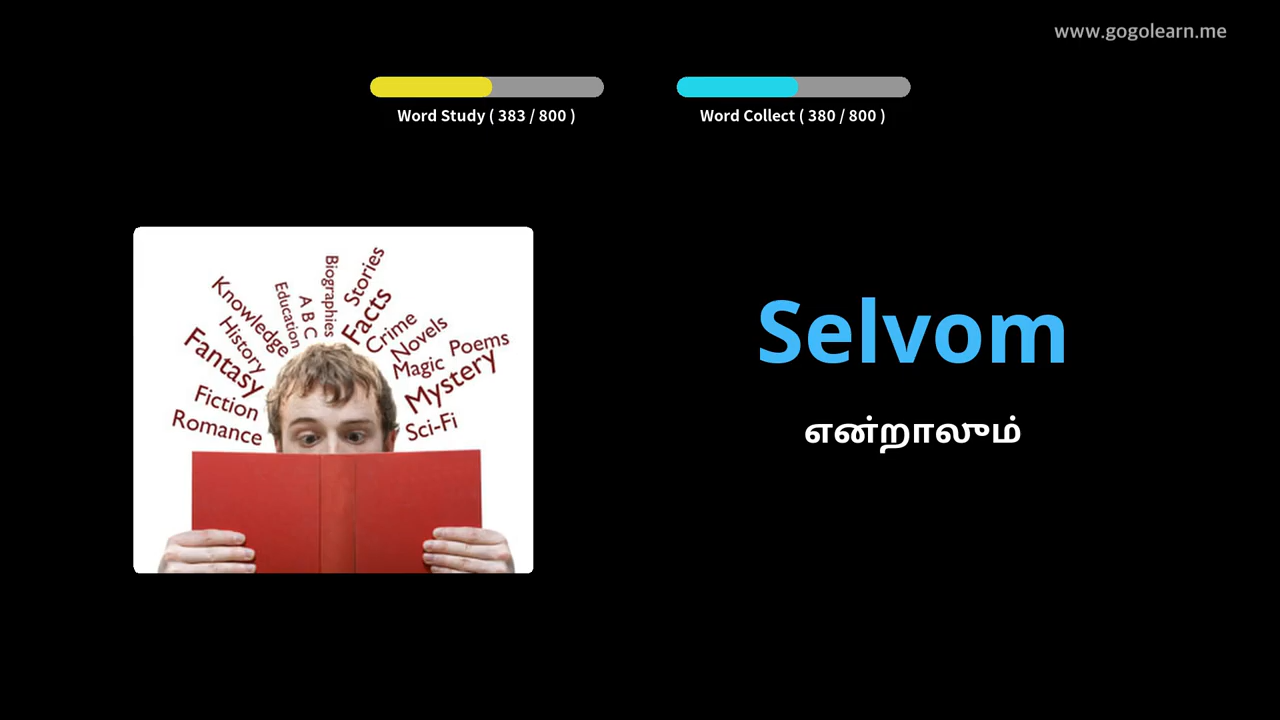 www.gogolearn.me
Word Study ( 383 / 800 )
Word Collect ( 380 / 800 )
Biographies
Stories
Education
A B C
Facts
Knowledge
Crime
History
Novels
Fantasy
Magic
Poems
Mystery
Fiction
Romance
Sci-Fi
Selvom
என்றாலும்